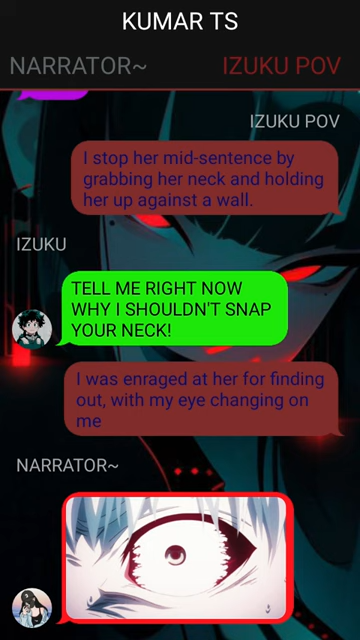 KUMAR TS
NARRATOR~ IZUKU POV
IZUKU POV
I stop her mid-sentence by
grabbing her neck and holding
her up against a wall.
IZUKU
TELL ME RIGHT NOW
WHY I SHOULDN'T SNAP
YOUR NECK!
I was enraged at her for finding
out, with my eye changing on
me
NARRATOR~